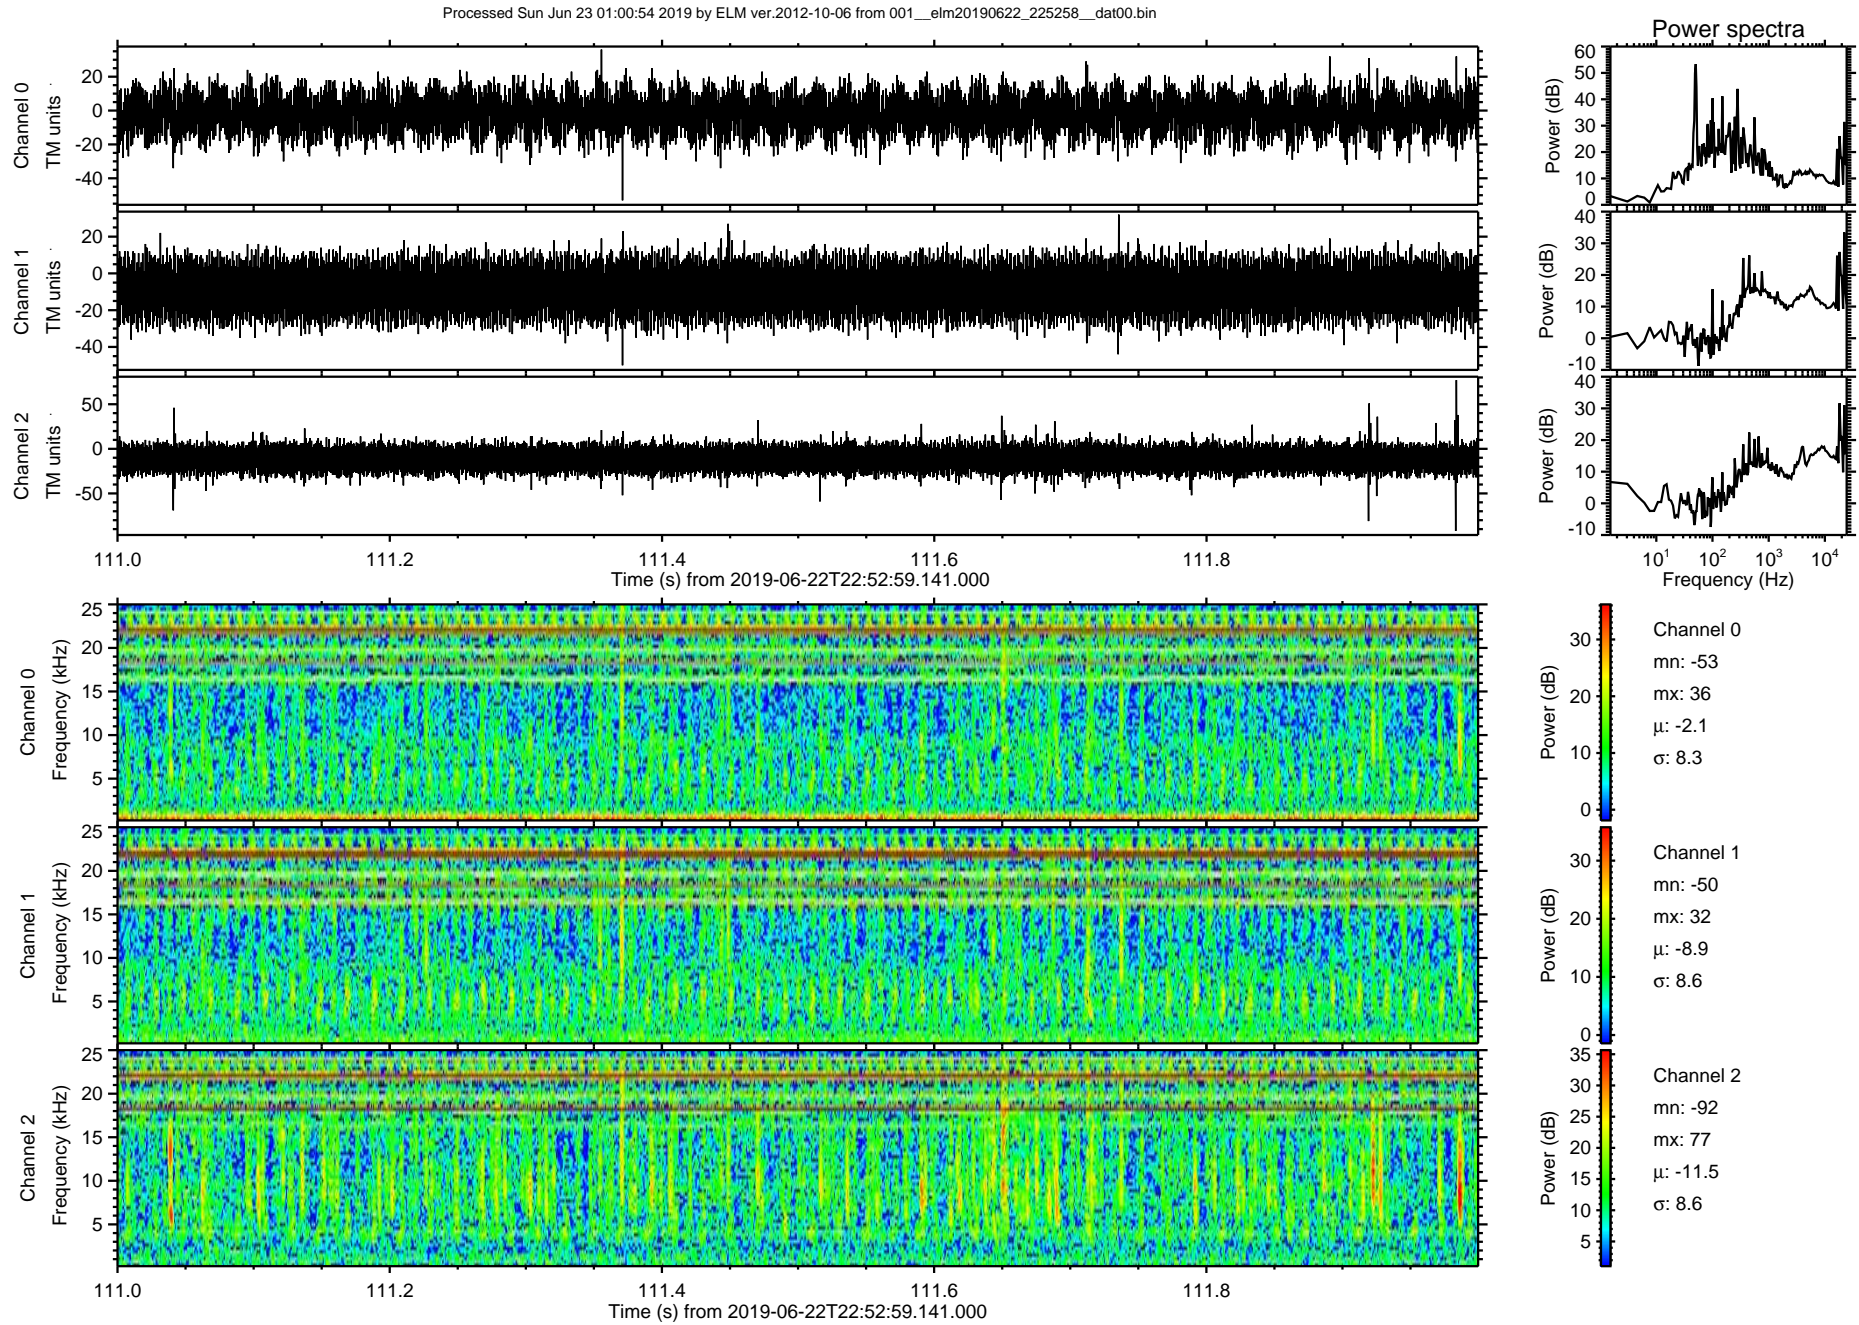 Processed Sun Jun 23 01:00:54 2019 by ELM ver.2012-10-06 from 001__elm20190622_225258__dat00.bin
Power spectra
Channel 0
TM units
20
0
-20
-40
Power (dB)
60
50
40
30
20
10
0
Channel 1
TM units
20
0
-20
-40
Power (dB)
40
30
20
10
0
-10
Channel 2
TM units
50
0
-50
Power (dB)
40
30
20
10
0
-10
111.0 111.2 111.4 111.6 111.8
Time (s) from 2019-06-22T22:52:59.141.000
10^1 10^2 10^3 10^4
Frequency (Hz)
Channel 0
Frequency (kHz)
25
20
15
10
5
Power (dB)
30
20
10
0
Channel 0
mn: -53
mx: 36
μ: -2.1
σ: 8.3
Channel 1
Frequency (kHz)
25
20
15
10
5
Power (dB)
30
20
10
0
Channel 1
mn: -50
mx: 32
μ: -8.9
σ: 8.6
Channel 2
Frequency (kHz)
25
20
15
10
5
Power (dB)
35
30
25
20
15
10
5
Channel 2
mn: -92
mx: 77
μ: -11.5
σ: 8.6
111.0 111.2 111.4 111.6 111.8
Time (s) from 2019-06-22T22:52:59.141.000